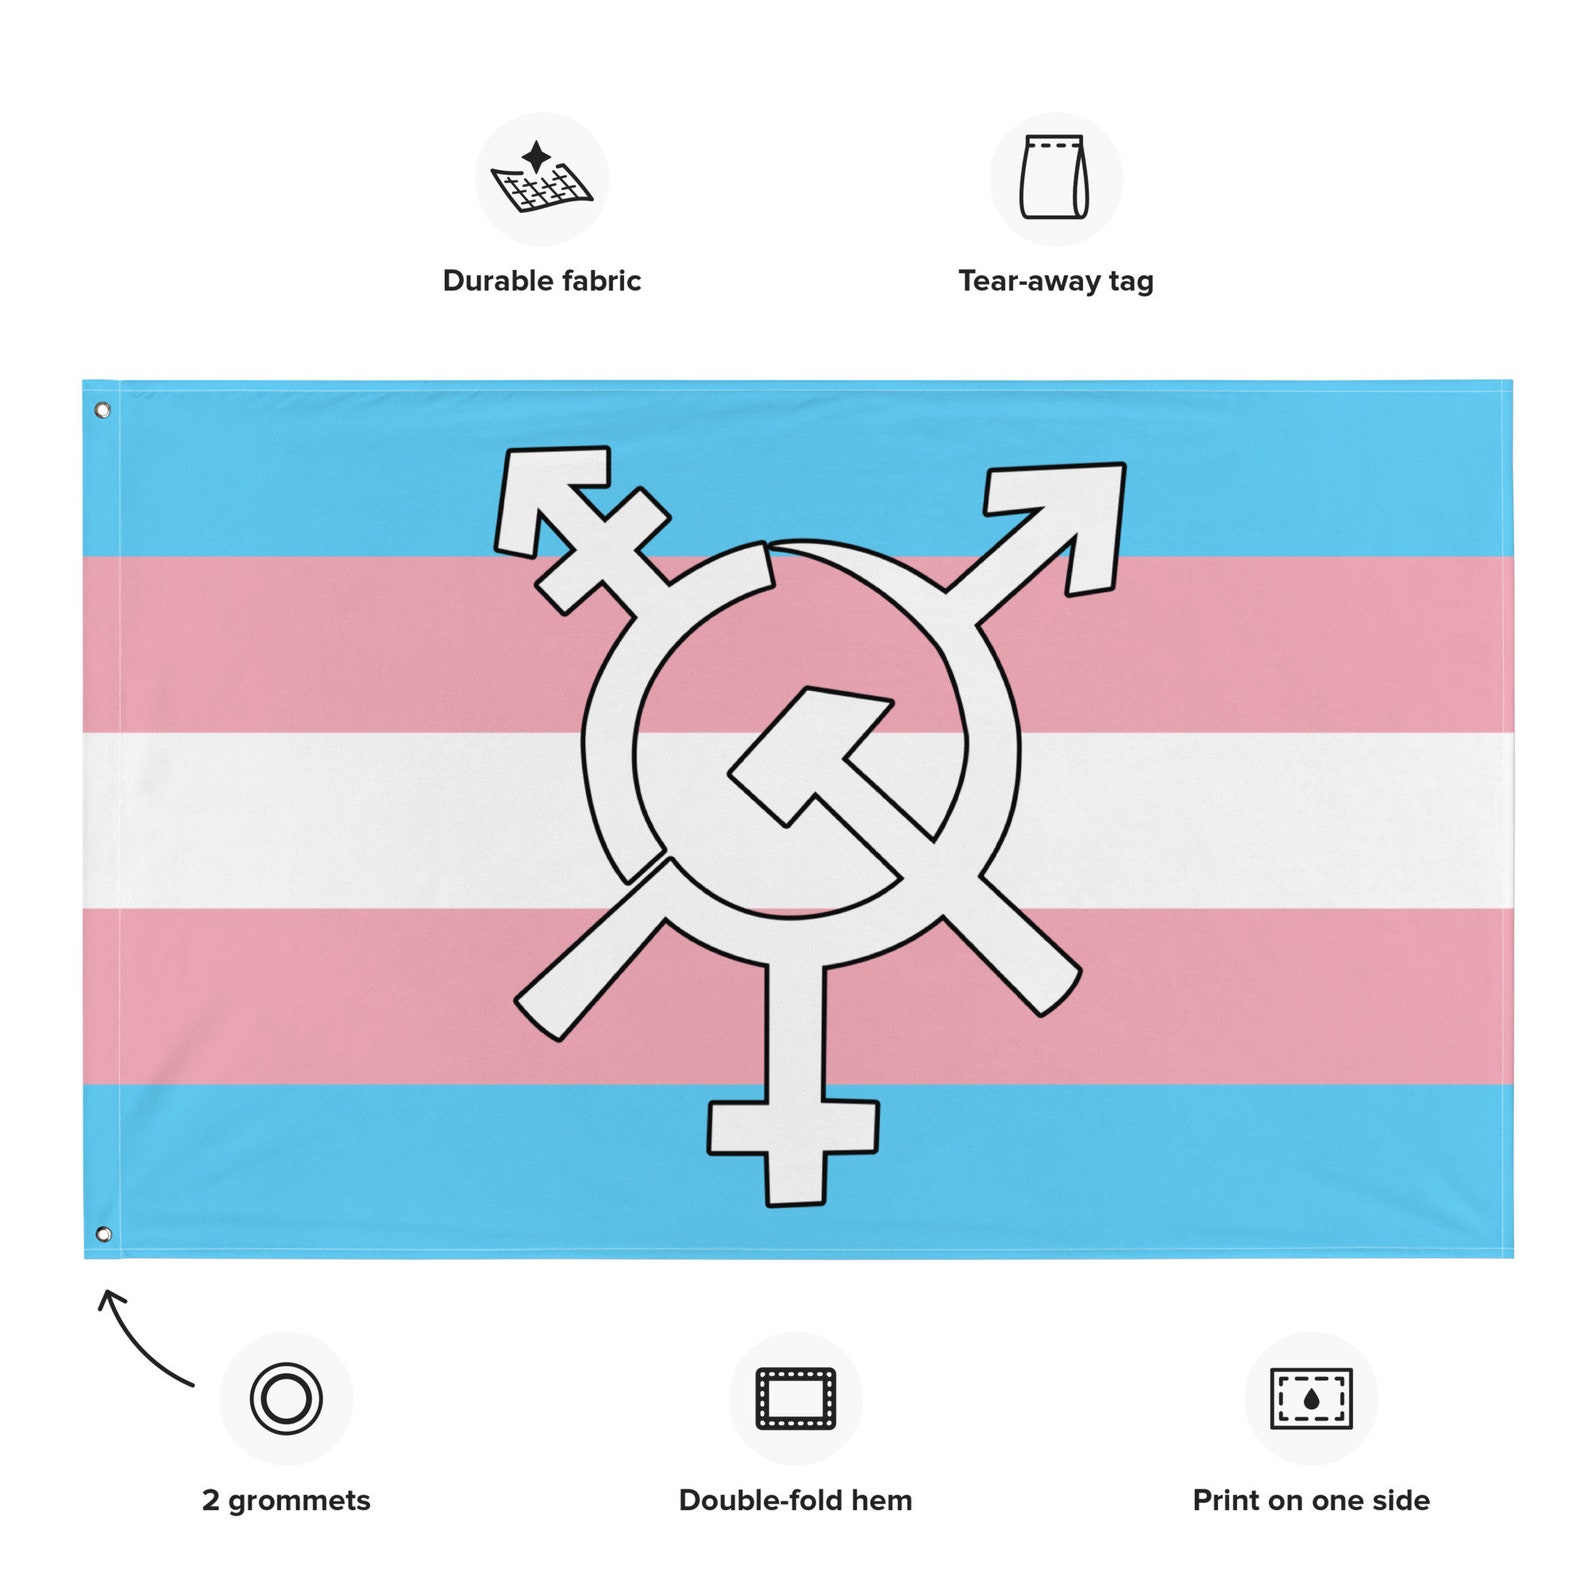 Durable fabric
Tear-away tag
2 grommets
Double-fold hem
Print on one side